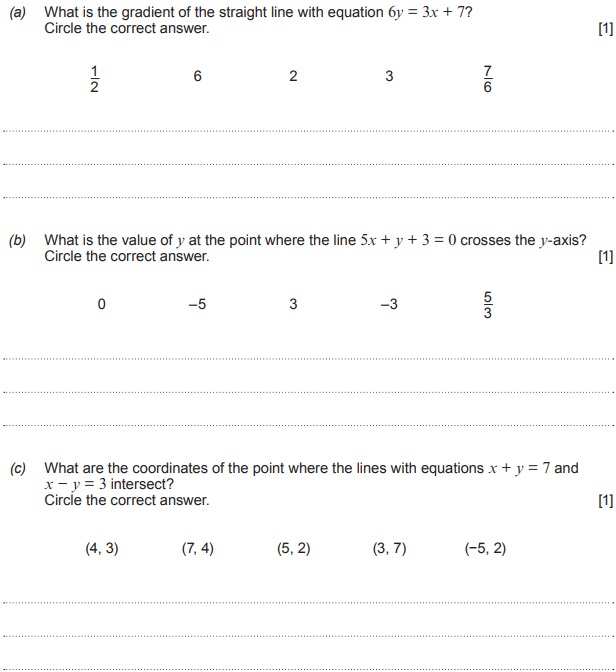 (a) What is the gradient of the straight line with equation 6y = 3x + 7?
Circle the correct answer. [1]
1/2 6 2 3 7/6
(b) What is the value of y at the point where the line 5x + y + 3 = 0 crosses the y-axis?
Circle the correct answer. [1]
0 −5 3 −3 5/3
(c) What are the coordinates of the point where the lines with equations x + y = 7 and
x − y = 3 intersect?
Circle the correct answer. [1]
(4, 3) (7, 4) (5, 2) (3, 7) (−5, 2)